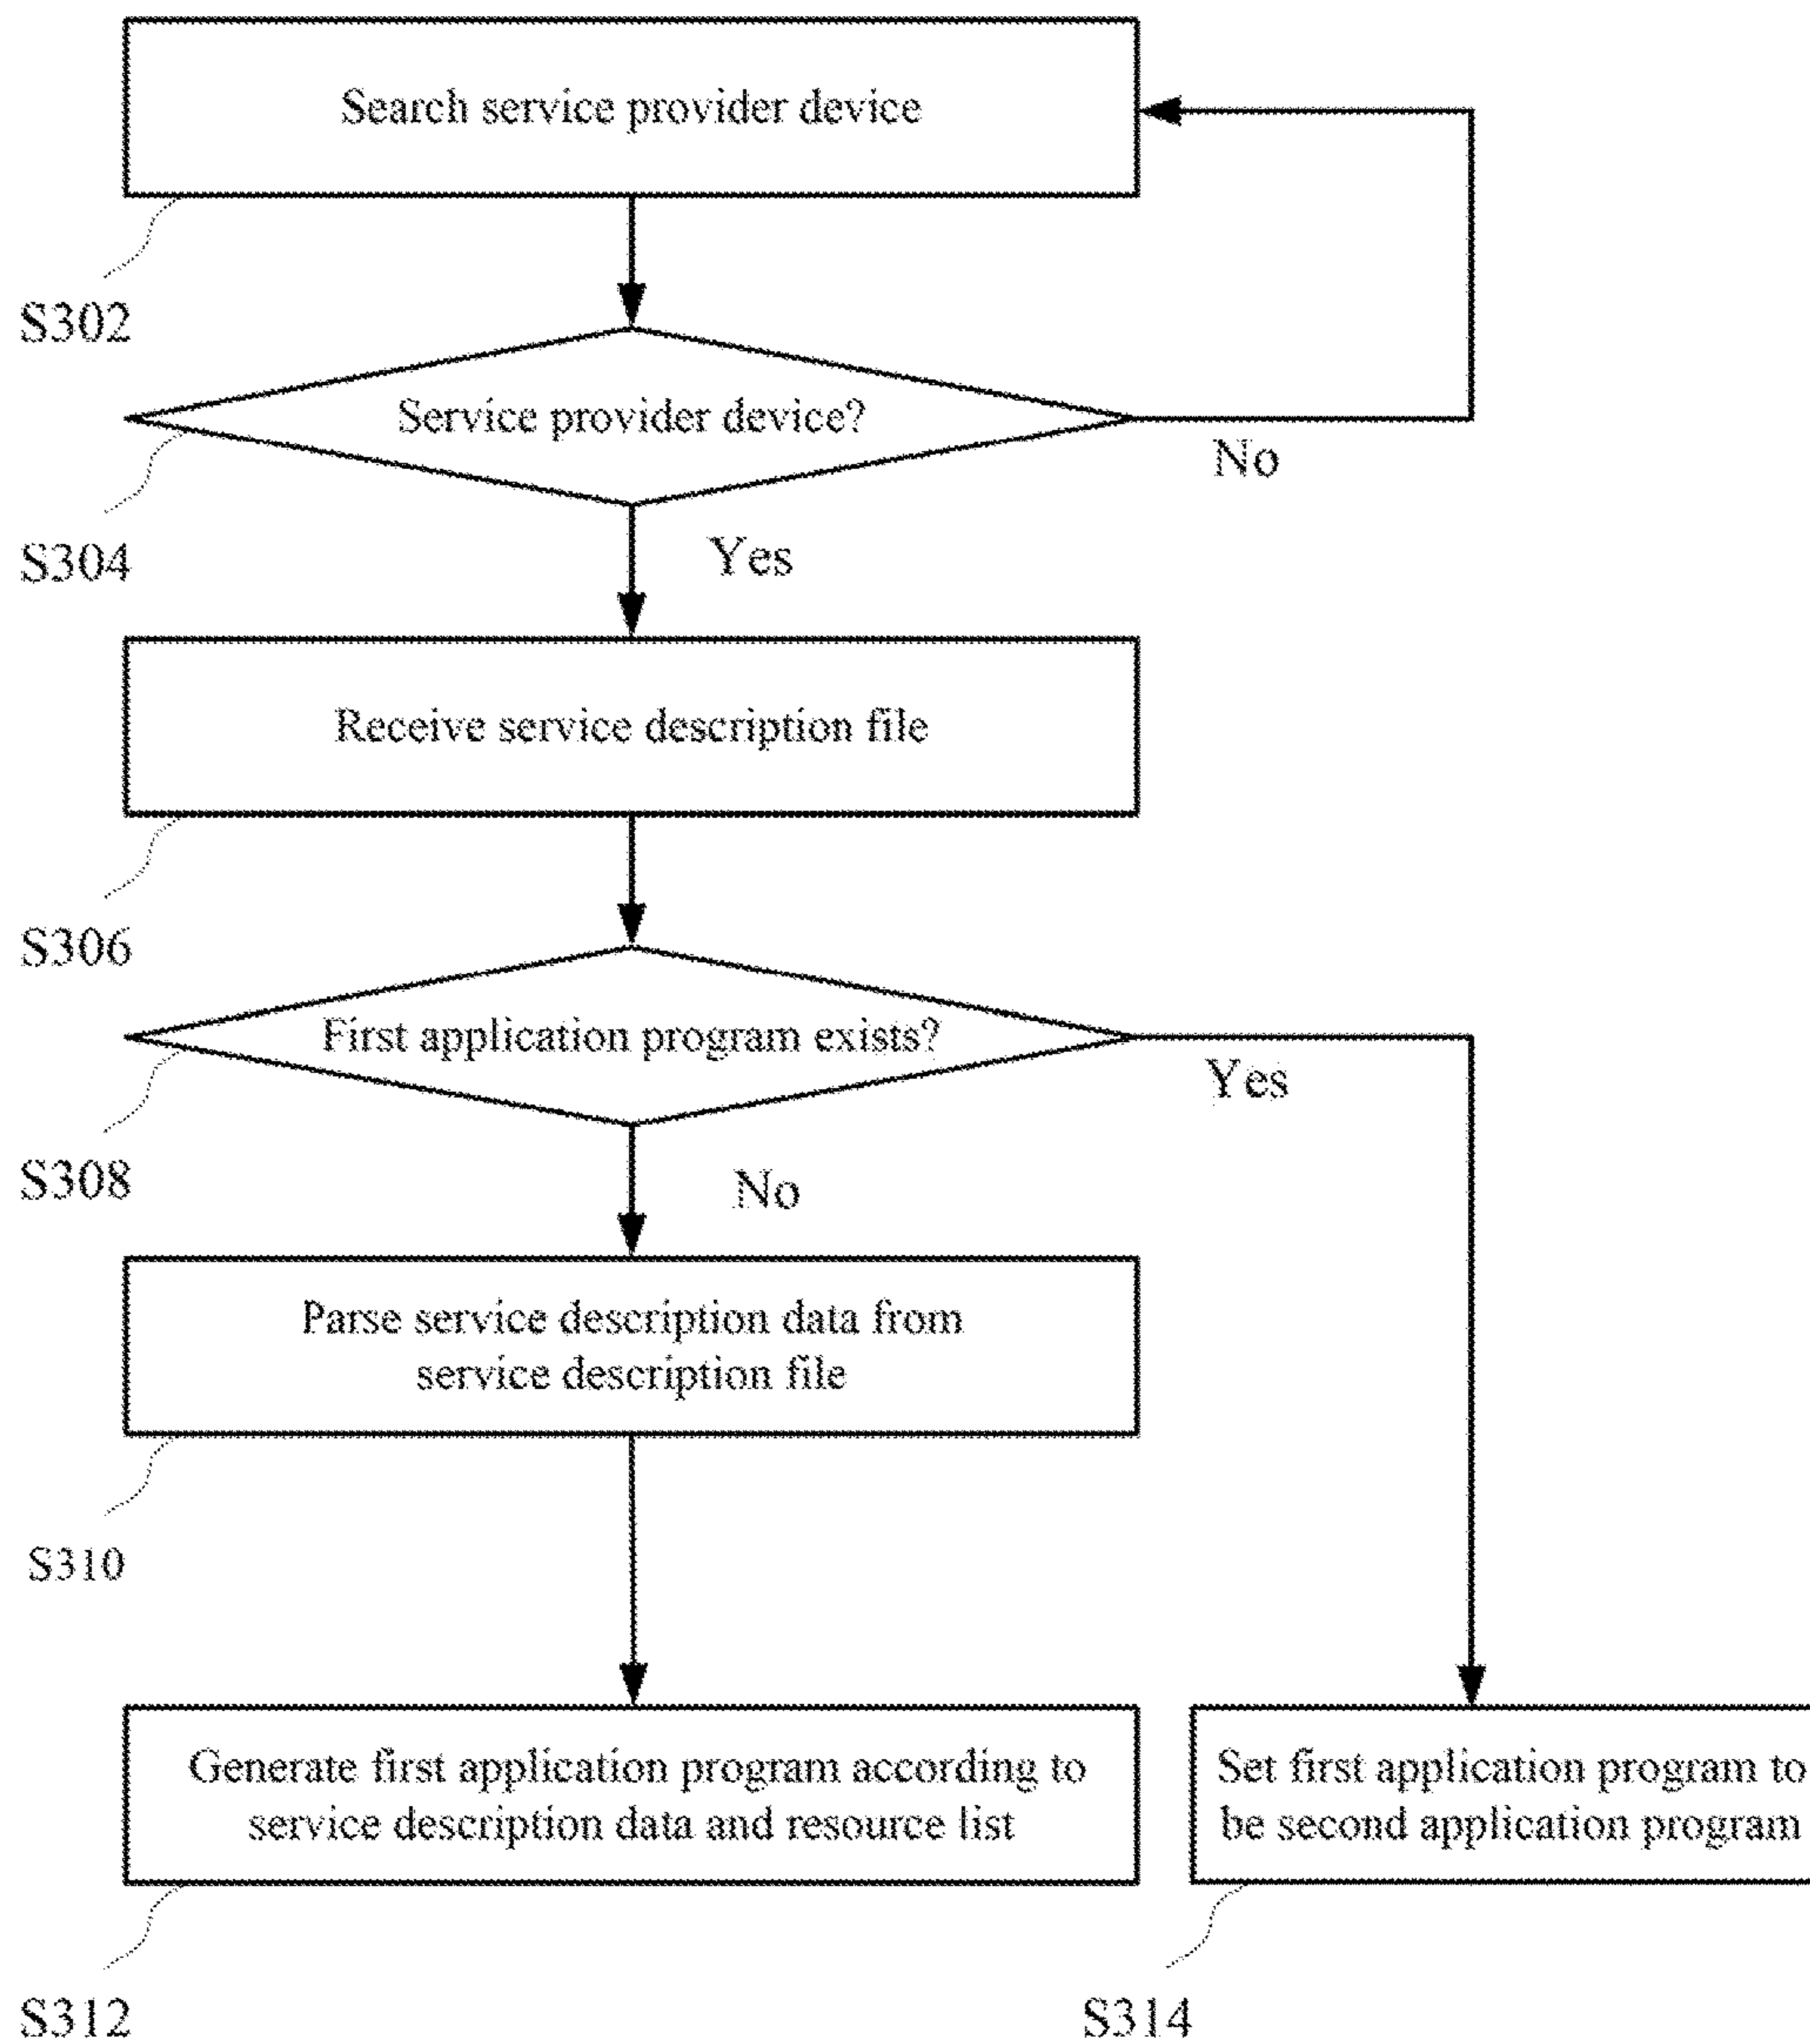 Search service provider device
S302
Service provider device?
No
S304
Yes
Receive service description file
S306
First application program exists?
Yes
S308
No
Parse service description data from
service description file
S310
Generate first application program according to
service description data and resource list
Set first application program to
be second application program
S312
S314